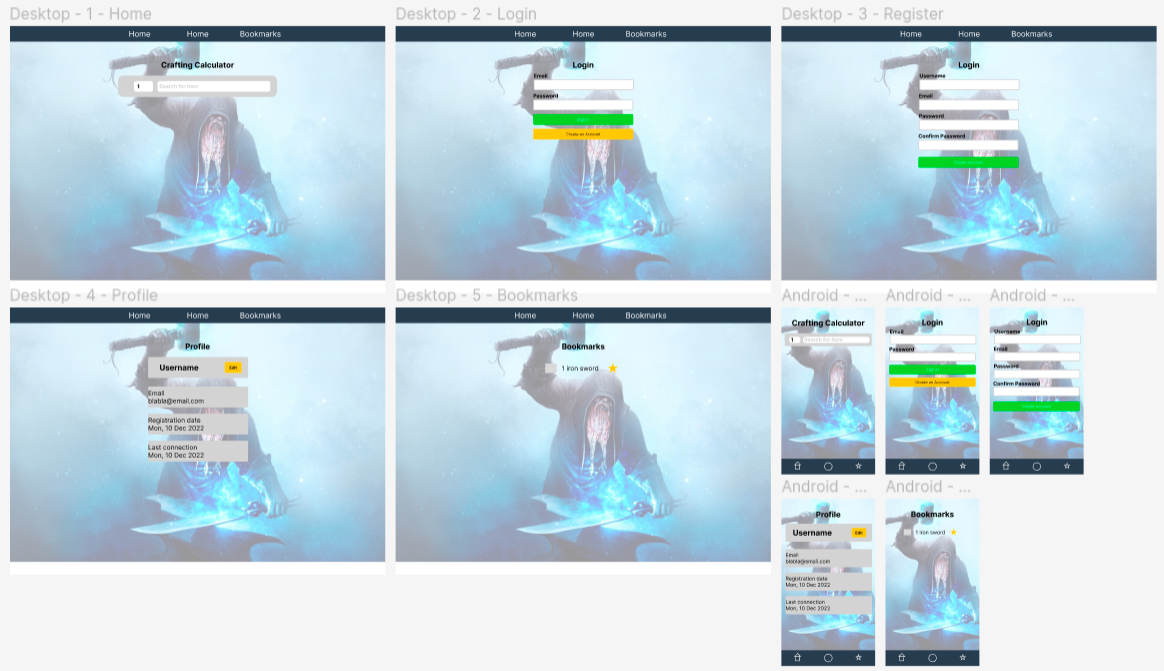 Desktop - 1 - Home
Home Home Bookmarks
Crafting Calculator
1 Search for item
Desktop - 2 - Login
Home Home Bookmarks
Login
Email
Password
Sign in
Create an Account
Desktop - 3 - Register
Home Home Bookmarks
Login
Username
Email
Password
Confirm Password
Create Account
Desktop - 4 - Profile
Home Home Bookmarks
Profile
Username Edit
Email
blabla@email.com
Registration date
Mon, 10 Dec 2022
Last connection
Mon, 10 Dec 2022
Desktop - 5 - Bookmarks
Home Home Bookmarks
Bookmarks
1 iron sword
Android - ...
Crafting Calculator
1 Search for item
Android - ...
Login
Email
Password
Sign in
Create an Account
Android - ...
Login
Username
Email
Password
Confirm Password
Create Account
Android - ...
Profile
Username Edit
Email
blabla@email.com
Registration date
Mon, 10 Dec 2022
Last connection
Mon, 10 Dec 2022
Android - ...
Bookmarks
1 iron sword